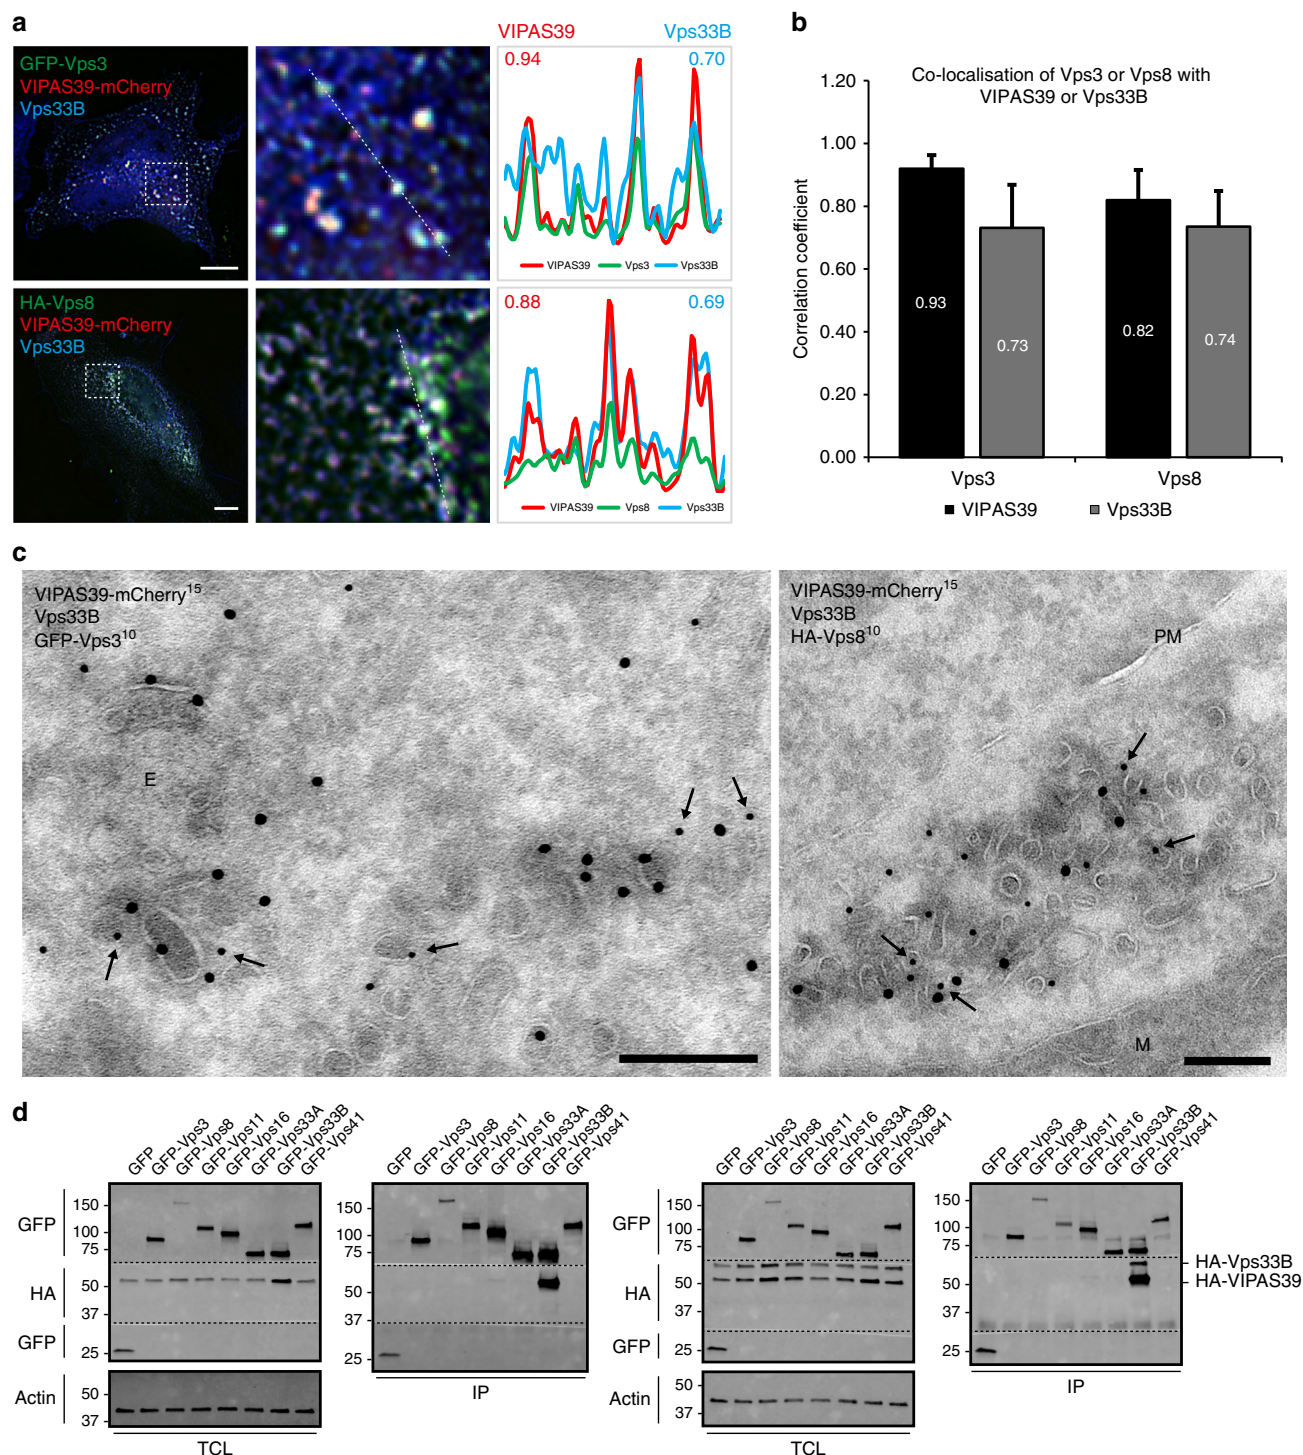 a
GFP-Vps3
VIPAS39-mCherry
Vps33B
VIPAS39 Vps33B
0.94 0.70
VIPAS39 Vps3 Vps33B
HA-Vps8
VIPAS39-mCherry
Vps33B
0.88 0.69
VIPAS39 Vps8 Vps33B
b
Co-localisation of Vps3 or Vps8 with
VIPAS39 or Vps33B
Correlation coefficient
1.20
1.00
0.80
0.60
0.40
0.20
0.00
0.93
0.73
0.82
0.74
Vps3 Vps8
VIPAS39 Vps33B
c
VIPAS39-mCherry15
Vps33B
GFP-Vps310
E
VIPAS39-mCherry15
Vps33B
HA-Vps810
PM
M
d
GFP
GFP-Vps3
GFP-Vps8
GFP-Vps11
GFP-Vps16
GFP-Vps33A
GFP-Vps33B
GFP-Vps41
GFP
HA
GFP
Actin
150
100
75
50
37
25
50
37
TCL
GFP
GFP-Vps3
GFP-Vps8
GFP-Vps11
GFP-Vps16
GFP-Vps33A
GFP-Vps33B
GFP-Vps41
150
100
75
50
37
25
IP
GFP
GFP-Vps3
GFP-Vps8
GFP-Vps11
GFP-Vps16
GFP-Vps33A
GFP-Vps33B
GFP-Vps41
GFP
HA
GFP
Actin
150
100
75
50
37
25
50
37
TCL
GFP
GFP-Vps3
GFP-Vps8
GFP-Vps11
GFP-Vps16
GFP-Vps33A
GFP-Vps33B
GFP-Vps41
150
100
75
50
37
25
HA-Vps33B
HA-VIPAS39
IP